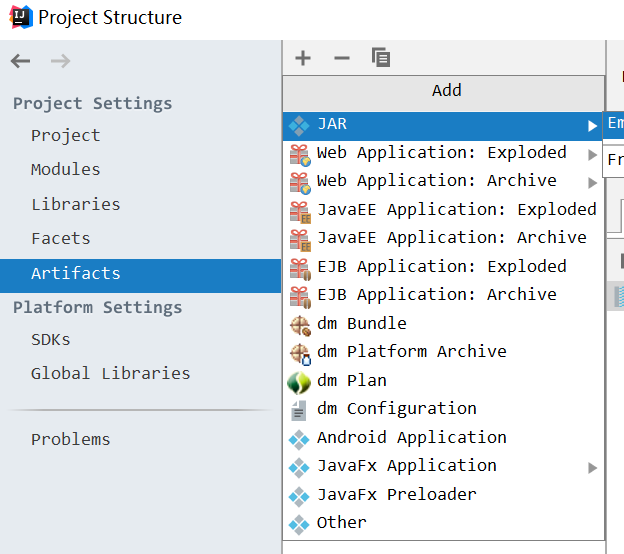 Project Structure
Project Settings
Project
Modules
Libraries
Facets
Artifacts
Platform Settings
SDKs
Global Libraries
Problems
Add
JAR
Web Application: Exploded
Web Application: Archive
JavaEE Application: Exploded
JavaEE Application: Archive
EJB Application: Exploded
EJB Application: Archive
dm Bundle
dm Platform Archive
dm Plan
dm Configuration
Android Application
JavaFx Application
JavaFx Preloader
Other